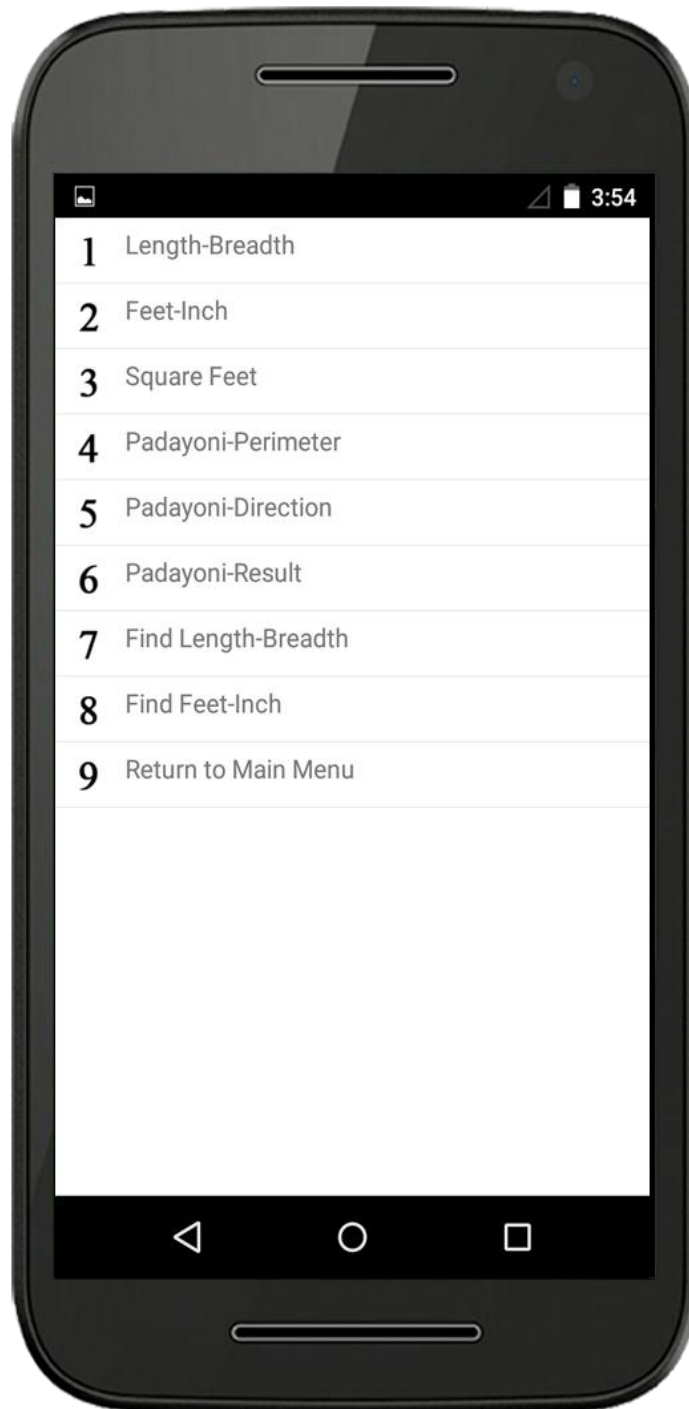 3:54
1 Length-Breadth
2 Feet-Inch
3 Square Feet
4 Padayoni-Perimeter
5 Padayoni-Direction
6 Padayoni-Result
7 Find Length-Breadth
8 Find Feet-Inch
9 Return to Main Menu